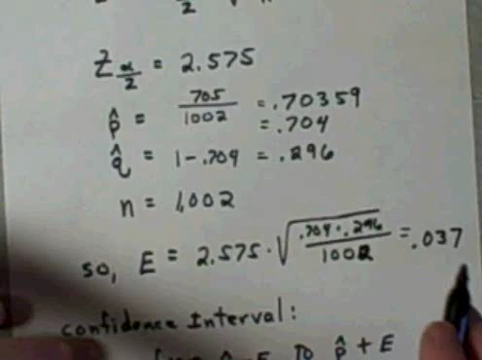 Z α/2 = 2.575
p̂ = 705/1002 = .70359
= .704
q̂ = 1 - .704 = .296
n = 1,002
so, E = 2.575 · √(.704 · .296 / 1002) = .037
Confidence Interval:
p̂ - E TO p̂ + E